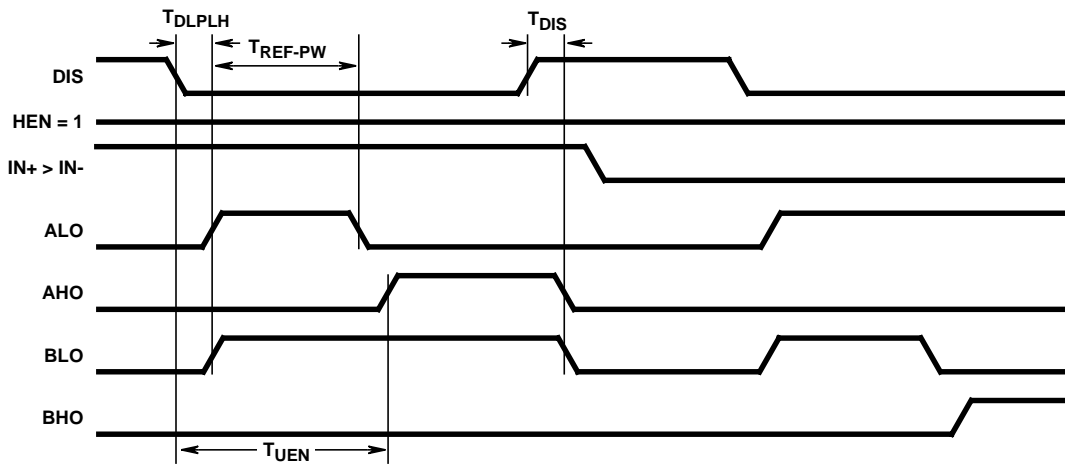 TDLPLH
TDIS
TREF-PW
DIS
HEN = 1
IN+ > IN-
ALO
AHO
BLO
BHO
TUEN